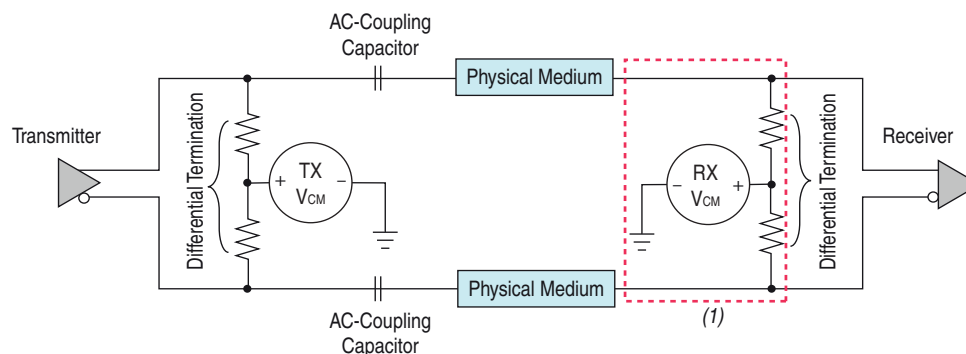 AC-Coupling
Capacitor
Physical Medium
Transmitter
Differential Termination
+ TX −
VCM
− RX +
VCM
Differential Termination
Receiver
Physical Medium
(1)
AC-Coupling
Capacitor